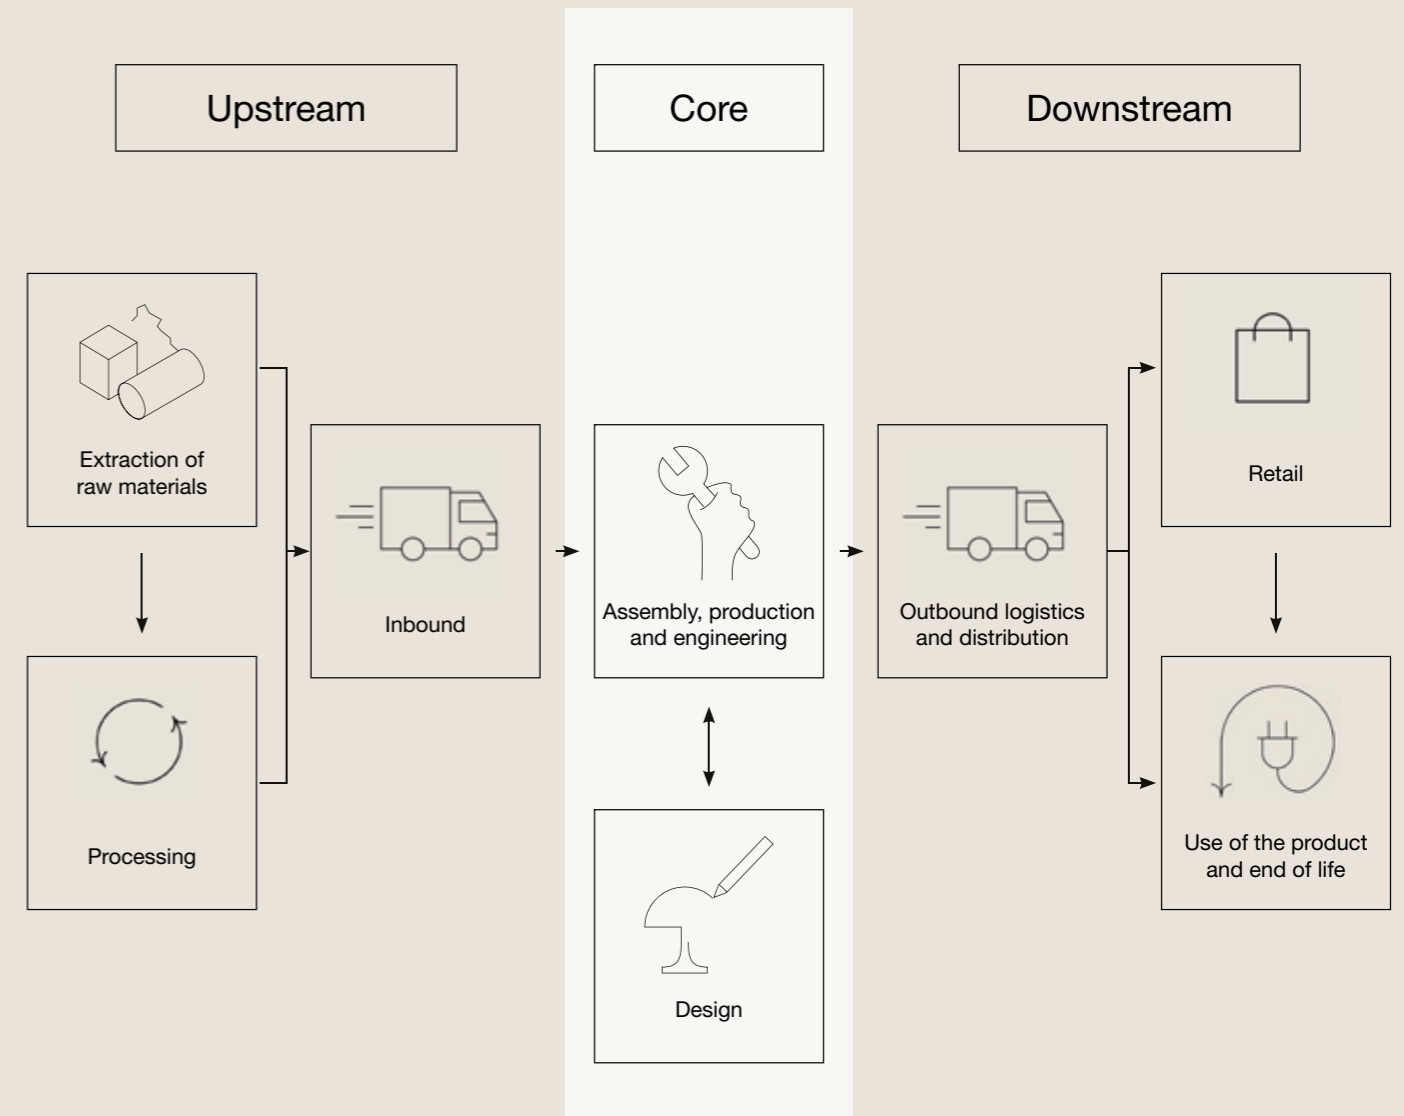 Upstream
Core
Downstream
Extraction of
raw materials
Retail
Inbound
Assembly, production
and engineering
Outbound logistics
and distribution
Processing
Use of the product
and end of life
Design